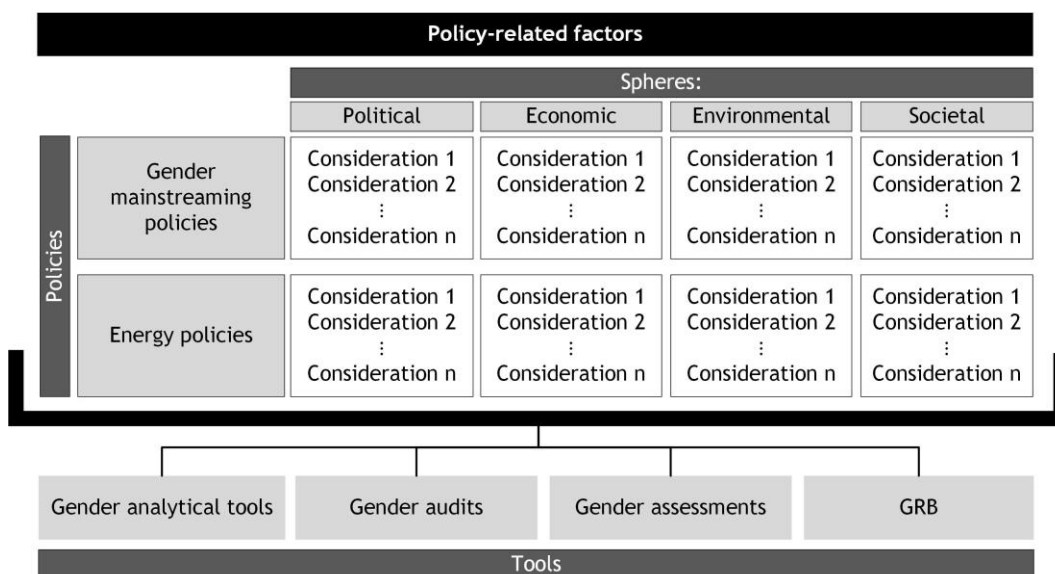 Policy-related factors
Spheres:
Political
Economic
Environmental
Societal
Policies
Gender
mainstreaming
policies
Consideration 1
Consideration 2
⋮
Consideration n
Consideration 1
Consideration 2
⋮
Consideration n
Consideration 1
Consideration 2
⋮
Consideration n
Consideration 1
Consideration 2
⋮
Consideration n
Energy policies
Consideration 1
Consideration 2
⋮
Consideration n
Consideration 1
Consideration 2
⋮
Consideration n
Consideration 1
Consideration 2
⋮
Consideration n
Consideration 1
Consideration 2
⋮
Consideration n
Gender analytical tools
Gender audits
Gender assessments
GRB
Tools